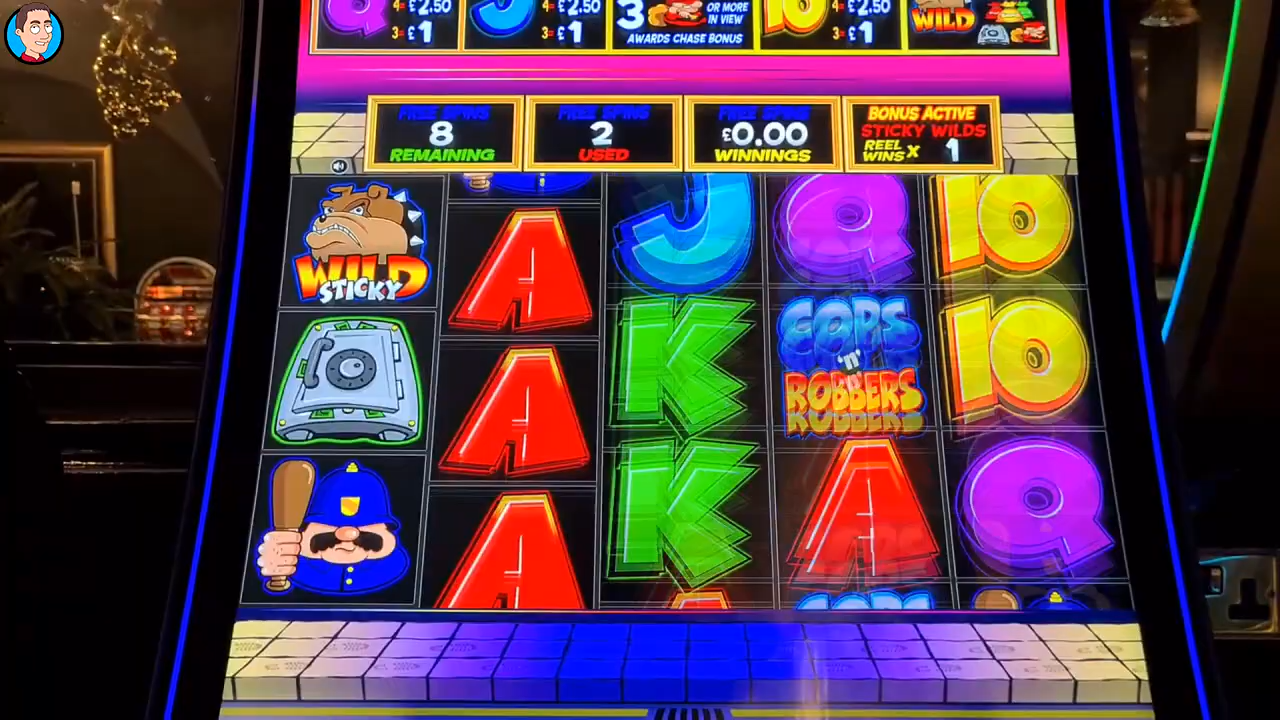 4= £2.50
3= £1
4= £2.50
3= £1
3 OR MORE
IN VIEW
AWARDS CHASE BONUS
10
4= £2.50
3= £1
WILD
FREE SPINS
8
REMAINING
FREE SPINS
2
USED
FREE SPINS
£0.00
WINNINGS
BONUS ACTIVE
STICKY WILDS
REEL
WINS X 1
WILD
STICKY
A
J
Q
10
A
K
COPS
'n'
ROBBERS
10
A
K
A
Q
COPS